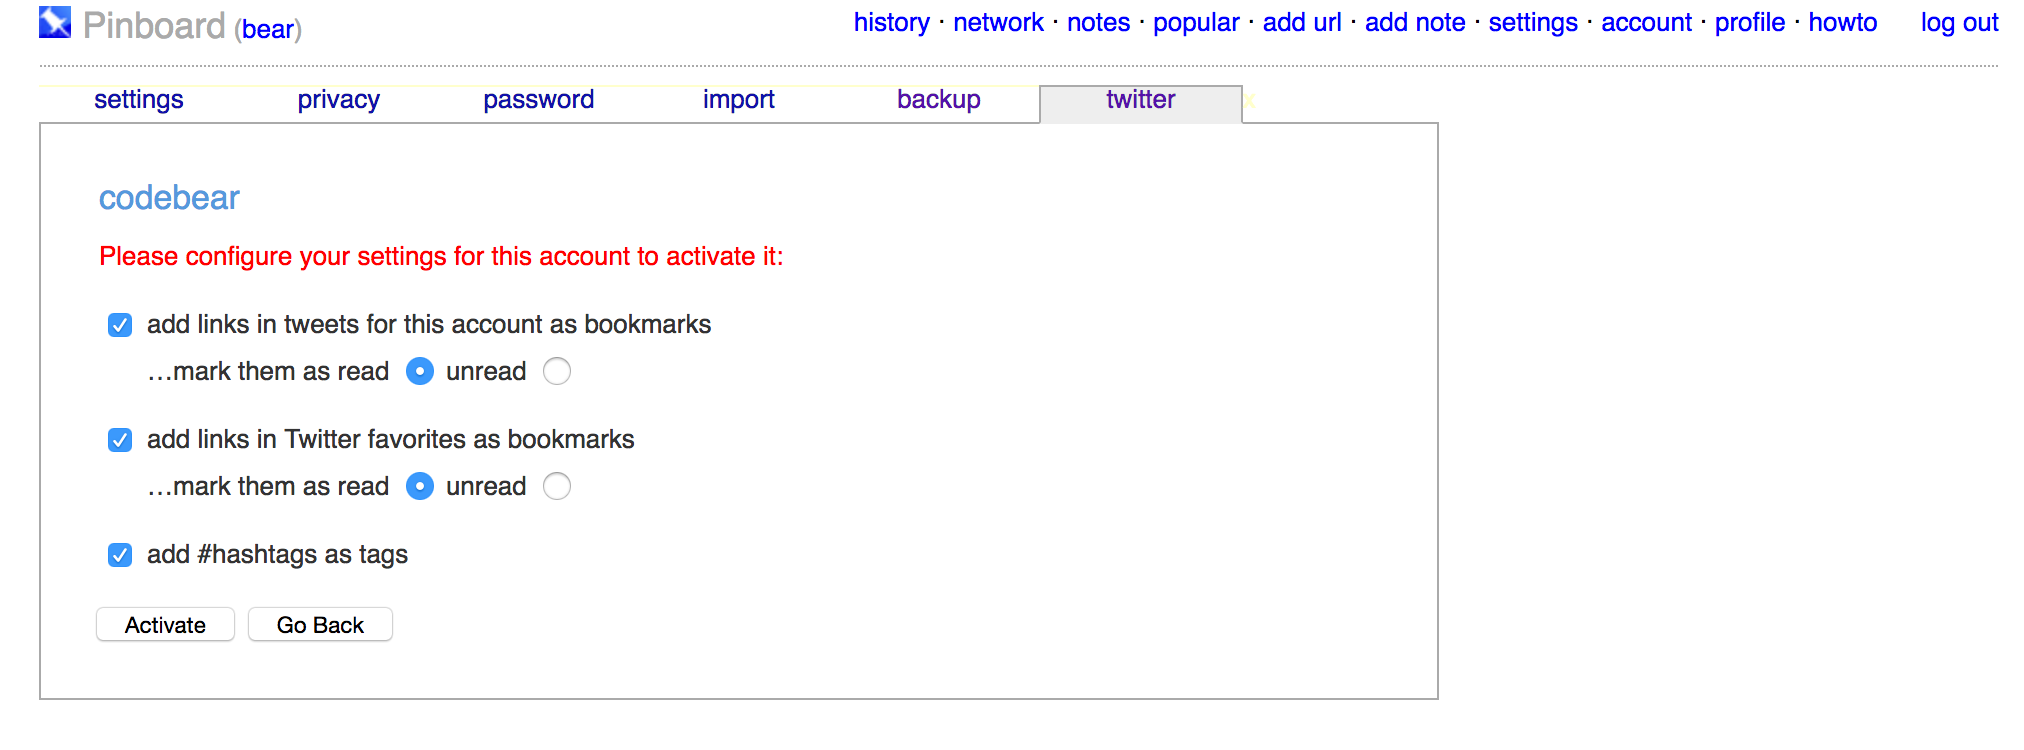 Pinboard (bear)
history · network · notes · popular · add url · add note · settings · account · profile · howto log out
settings privacy password import backup twitter x
codebear
Please configure your settings for this account to activate it:
add links in tweets for this account as bookmarks
...mark them as read unread
add links in Twitter favorites as bookmarks
...mark them as read unread
add #hashtags as tags
Activate Go Back